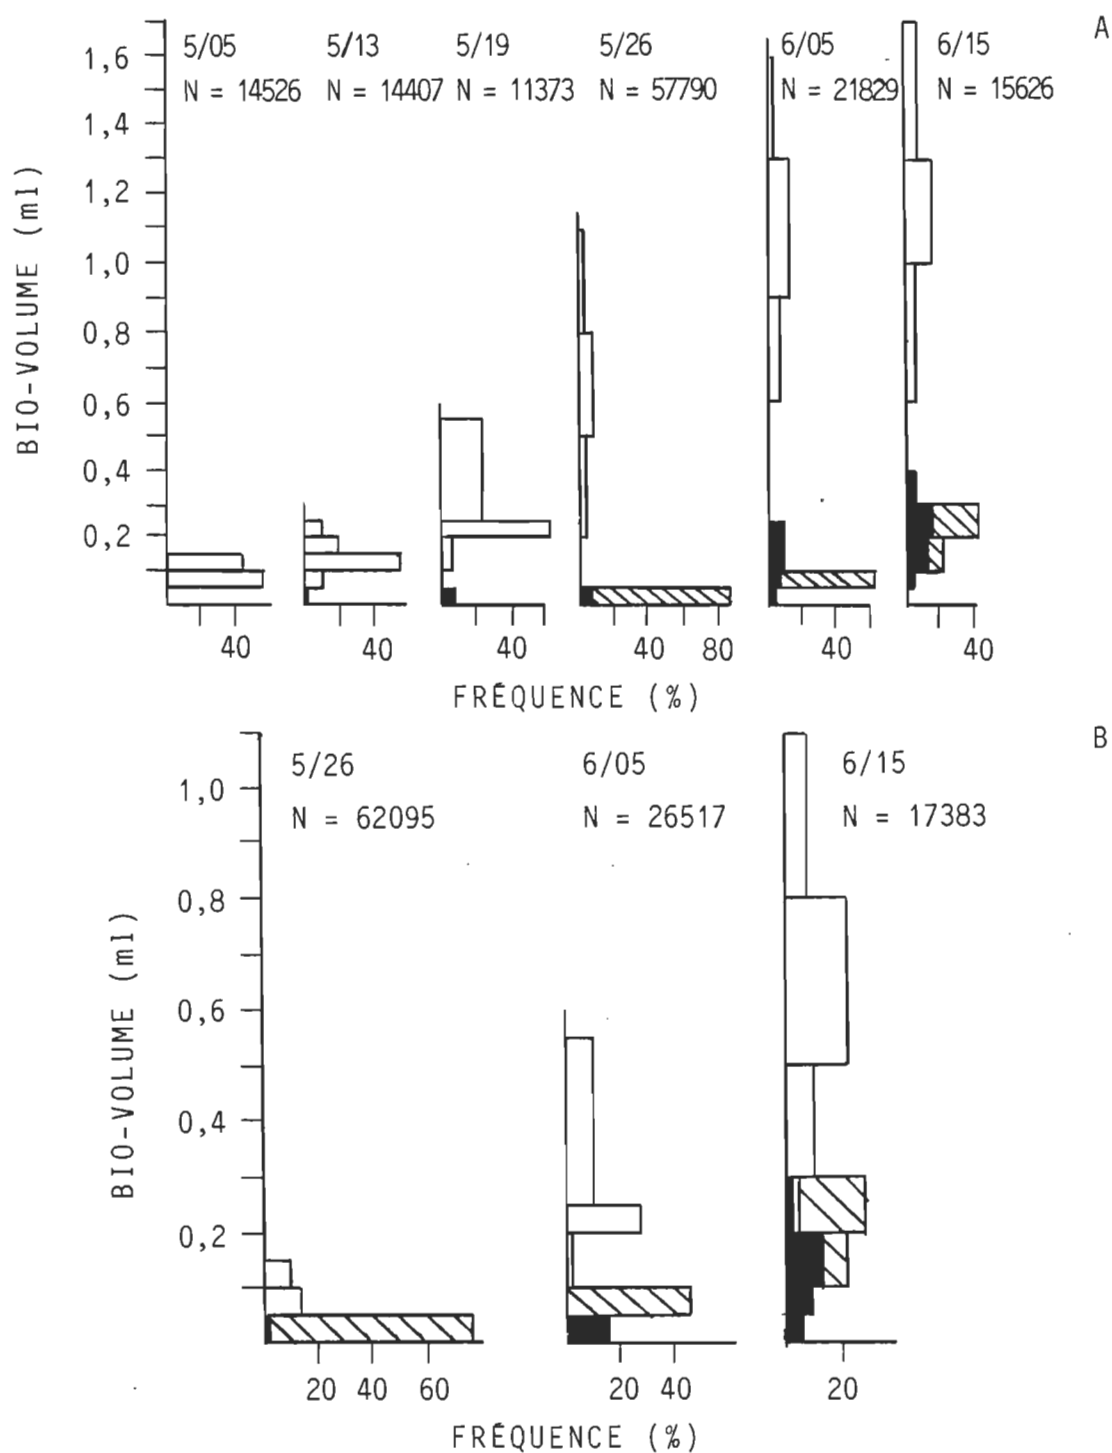 A
5/05 5/13 5/19 5/26 6/05 6/15
N = 14526 N = 14407 N = 11373 N = 57790 N = 21829 N = 15626
BIO-VOLUME (ml)
1,6
1,4
1,2
1,0
0,8
0,6
0,4
0,2
40 40 40 40 80 40 40
FRÉQUENCE (%)
B
5/26 6/05 6/15
N = 62095 N = 26517 N = 17383
BIO-VOLUME (ml)
1,0
0,8
0,6
0,4
0,2
20 40 60 20 40 20
FRÉQUENCE (%)